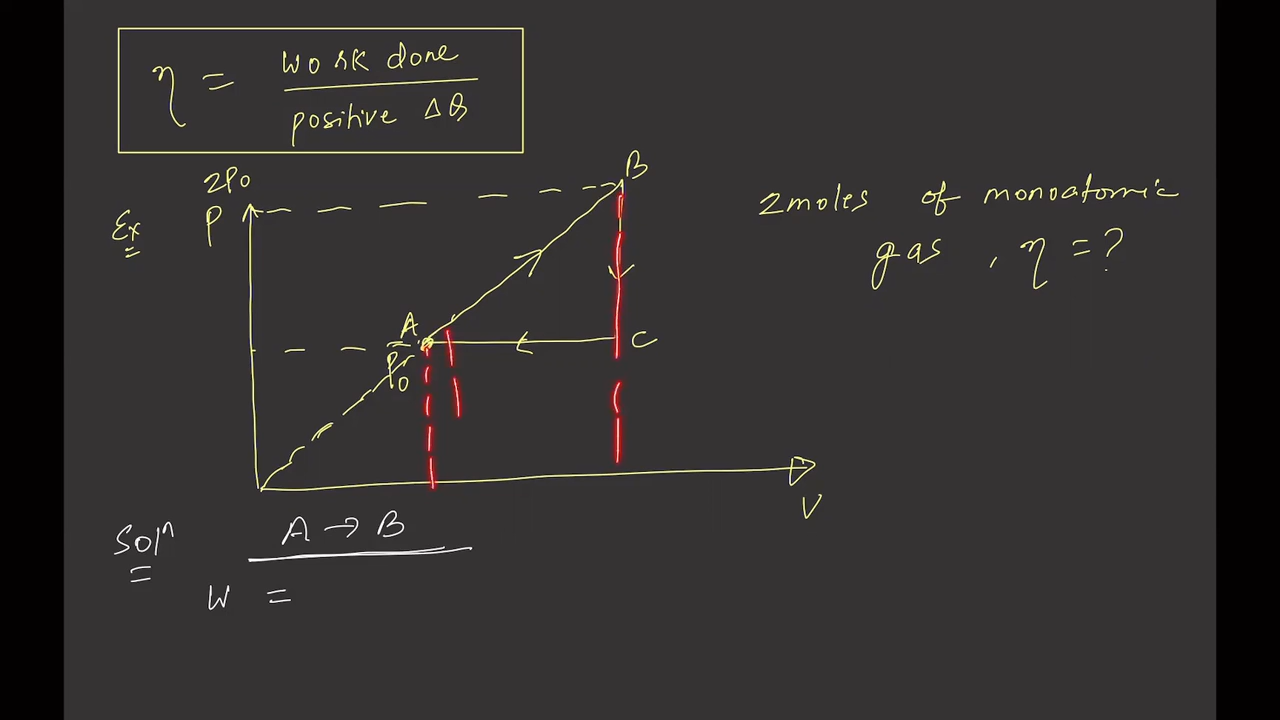 η = work done
positive ΔQ
2P0
P
B
Ex
2moles of monoatomic
gas, η = ?
A
P0
C
V
Soln A → B
W =